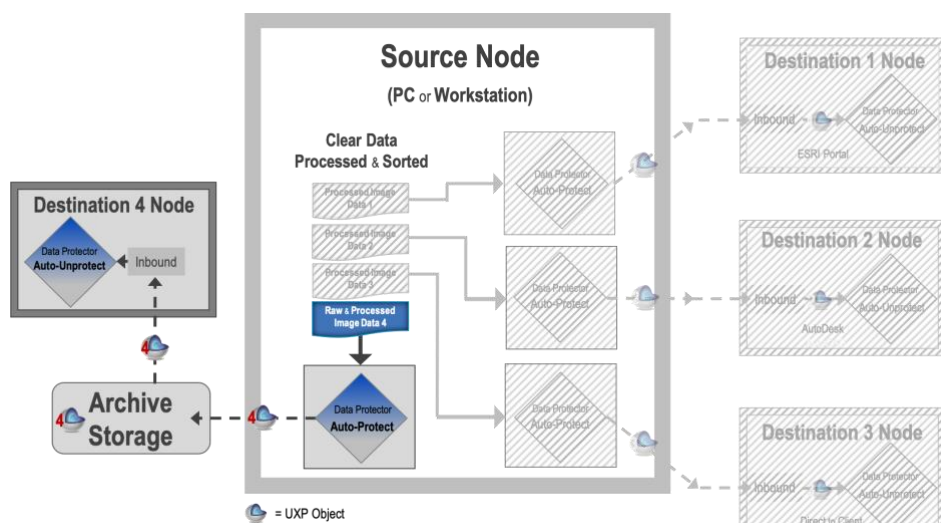 Source Node
(PC or Workstation)
Clear Data
Processed & Sorted
Processed Image
Data 1
Processed Image
Data 2
Processed Image
Data 3
Raw & Processed
Image Data 4
Data Protector
Auto-Protect
Data Protector
Auto-Protect
Data Protector
Auto-Protect
Data Protector
Auto-Protect
4
Archive
Storage
4
4
Destination 4 Node
Data Protector
Auto-Unprotect
Inbound
Destination 1 Node
Inbound
Data Protector
Auto-Unprotect
ESRI Portal
Destination 2 Node
Inbound
Data Protector
Auto-Unprotect
AutoDesk
Destination 3 Node
Inbound
Data Protector
Auto-Unprotect
Direct to Client
= UXP Object